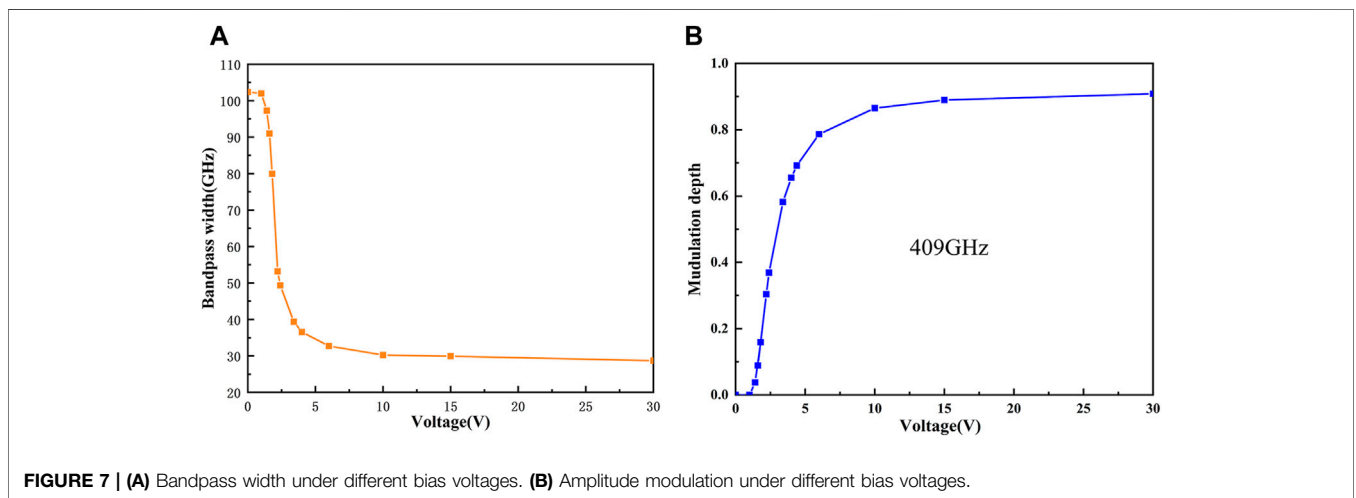 A
110
100
90
80
70
60
50
40
30
20
Bandpass width(GHz)
0 5 10 15 20 25 30
Voltage(V)
B
1.0
0.8
0.6
0.4
0.2
0.0
Mudulation depth
409GHz
0 5 10 15 20 25 30
Voltage(V)
FIGURE 7 | (A) Bandpass width under different bias voltages. (B) Amplitude modulation under different bias voltages.